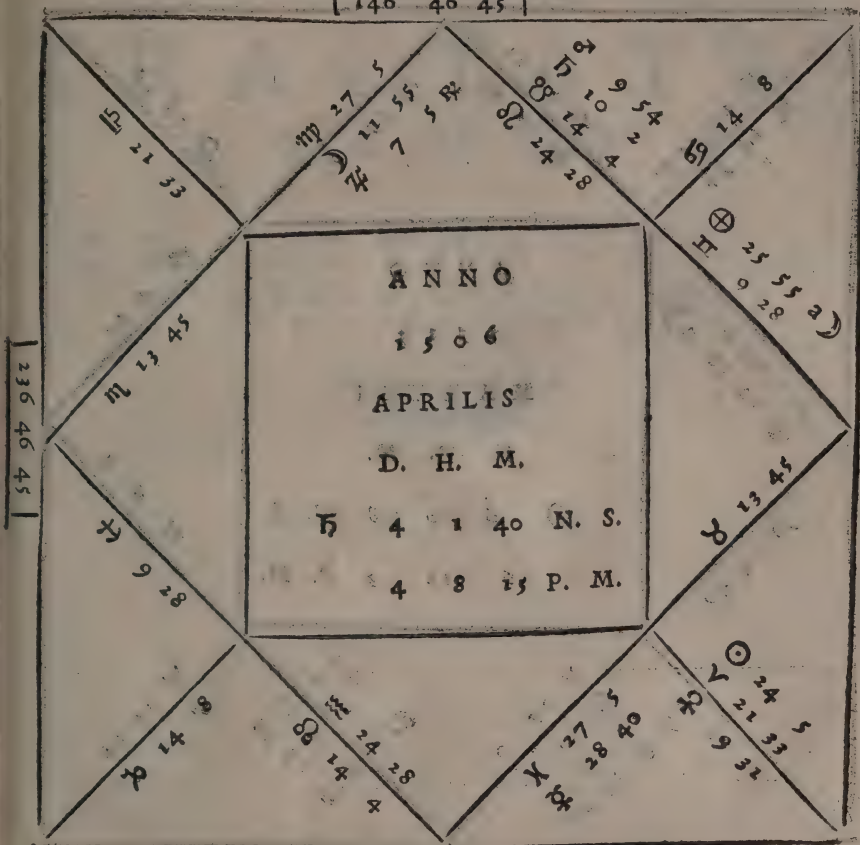 146 46 45
♍ 27 5
☽ 11 55
♃ 7 5 ℞
♂ 9 54
♄ 10 2
☋ 14 4
♌ 24 28
♎ 21 33
♋ 14 8
⊕ 25 55 a ☽
♊ 9 28
♏ 13 45
236 46 45
ANNO
1506
APRILIS
D. H. M.
♄ 4 1 40 N. S.
4 8 15 P. M.
♉ 13 45
♐ 9 28
♑ 14 8
♒ 24 28
☊ 14 4
♓ 27 5
☿ 28 40
☉ 24 5
♈ 21 33
♀ 9